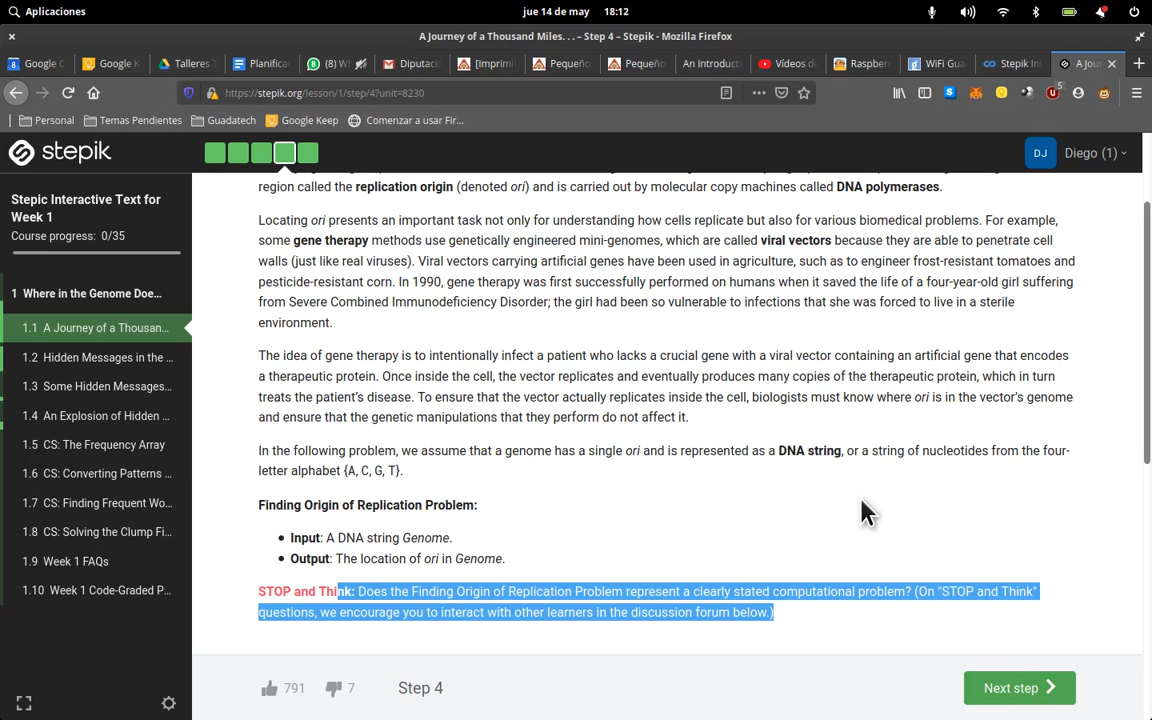 Aplicaciones
jue 14 de may 18:12
A Journey of a Thousand Miles. . . – Step 4 – Stepik - Mozilla Firefox
Google C
Google K
Talleres T
Planifica
(8) W
Gmail Diputaci
[Imprimi
Pequeño
Pequeño
An Introducti
Vídeos d
Raspber
WiFi Gua
Stepik In
A Jour
https://stepik.org/lesson/1/step/4?unit=8230
5
Personal
Temas Pendientes
Guadatech
Google Keep
Comenzar a usar Fir...
stepik
DJ
Diego (1)
Stepic Interactive Text for
Week 1
Course progress: 0/35
1 Where in the Genome Doe...
1.1 A Journey of a Thousan...
1.2 Hidden Messages in the ...
1.3 Some Hidden Messages...
1.4 An Explosion of Hidden ...
1.5 CS: The Frequency Array
1.6 CS: Converting Patterns ...
1.7 CS: Finding Frequent Wo...
1.8 CS: Solving the Clump Fi...
1.9 Week 1 FAQs
1.10 Week 1 Code-Graded P...
region called the replication origin (denoted ori) and is carried out by molecular copy machines called DNA polymerases.
Locating ori presents an important task not only for understanding how cells replicate but also for various biomedical problems. For example,
some gene therapy methods use genetically engineered mini-genomes, which are called viral vectors because they are able to penetrate cell
walls (just like real viruses). Viral vectors carrying artificial genes have been used in agriculture, such as to engineer frost-resistant tomatoes and
pesticide-resistant corn. In 1990, gene therapy was first successfully performed on humans when it saved the life of a four-year-old girl suffering
from Severe Combined Immunodeficiency Disorder; the girl had been so vulnerable to infections that she was forced to live in a sterile
environment.
The idea of gene therapy is to intentionally infect a patient who lacks a crucial gene with a viral vector containing an artificial gene that encodes
a therapeutic protein. Once inside the cell, the vector replicates and eventually produces many copies of the therapeutic protein, which in turn
treats the patient's disease. To ensure that the vector actually replicates inside the cell, biologists must know where ori is in the vector's genome
and ensure that the genetic manipulations that they perform do not affect it.
In the following problem, we assume that a genome has a single ori and is represented as a DNA string, or a string of nucleotides from the four-
letter alphabet {A, C, G, T}.
Finding Origin of Replication Problem:
Input: A DNA string Genome.
Output: The location of ori in Genome.
STOP and Think: Does the Finding Origin of Replication Problem represent a clearly stated computational problem? (On "STOP and Think"
questions, we encourage you to interact with other learners in the discussion forum below.)
791
7
Step 4
Next step